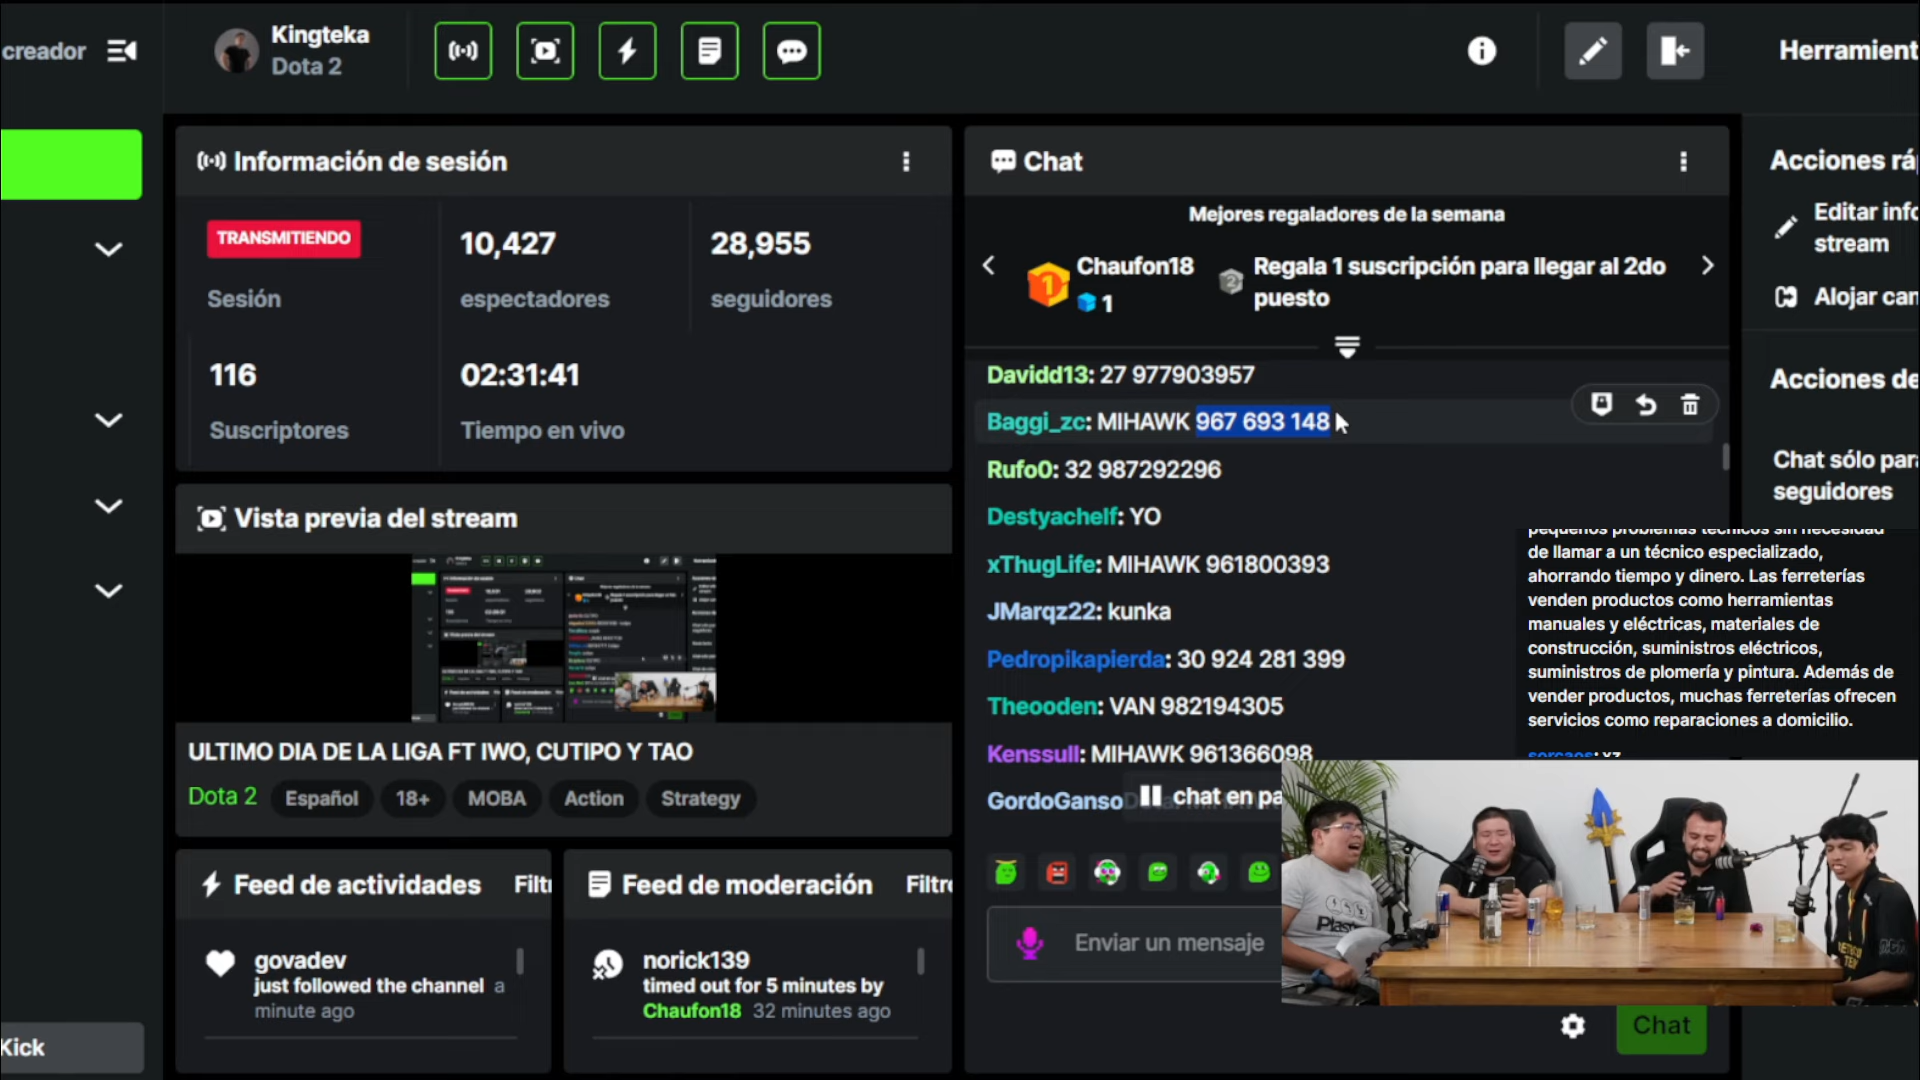 creador
Kingteka
Dota 2
Herramient
Información de sesión
TRANSMITIENDO
Sesión
10,427
espectadores
28,955
seguidores
116
Suscriptores
02:31:41
Tiempo en vivo
Vista previa del stream
ULTIMO DIA DE LA LIGA FT IWO, CUTIPO Y TAO
Dota 2 Español 18+ MOBA Action Strategy
Feed de actividades Filtr
govadev
just followed the channel a
minute ago
Feed de moderación Filtro
norick139
timed out for 5 minutes by
Chaufon18 32 minutes ago
Kick
Chat
Mejores regaladores de la semana
1 Chaufon18
1
2 Regala 1 suscripción para llegar al 2do
puesto
Davidd13: 27 977903957
Baggi_zc: MIHAWK 967 693 148
Rufo0: 32 987292296
Destyachelf: YO
xThugLife: MIHAWK 961800393
JMarqz22: kunka
Pedropikapierda: 30 924 281 399
Theooden: VAN 982194305
Kenssull: MIHAWK 961366098
GordoGanso
chat en pa
Enviar un mensaje
Chat
Acciones rá
Editar info
stream
Alojar can
Acciones de
Chat sólo para
seguidores
pequeños problemas técnicos sin necesidad
de llamar a un técnico especializado,
ahorrando tiempo y dinero. Las ferreterías
venden productos como herramientas
manuales y eléctricas, materiales de
construcción, suministros eléctricos,
suministros de plomería y pintura. Además de
vender productos, muchas ferreterías ofrecen
servicios como reparaciones a domicilio.